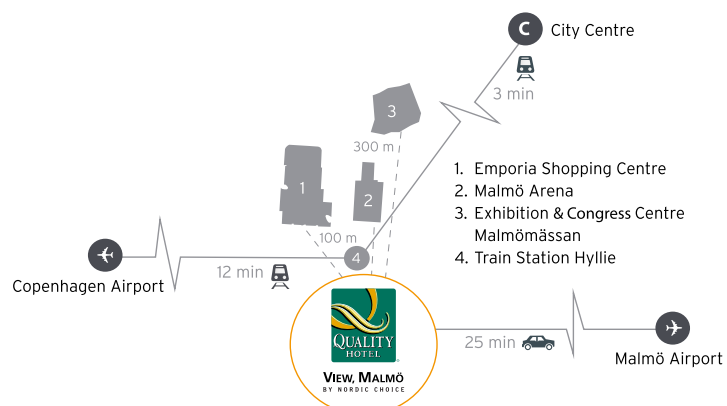 C City Centre
3 min
3
300 m
1
2
1. Emporia Shopping Centre
2. Malmö Arena
3. Exhibition & Congress Centre
Malmömässan
4. Train Station Hyllie
100 m
4
12 min
Copenhagen Airport
QUALITY
HOTEL
VIEW, MALMÖ
BY NORDIC CHOICE
25 min
Malmö Airport